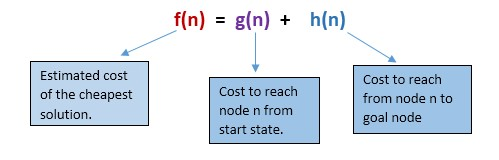 f(n) = g(n) + h(n)
Estimated cost
of the cheapest
solution.
Cost to reach
node n from
start state.
Cost to reach
from node n to
goal node